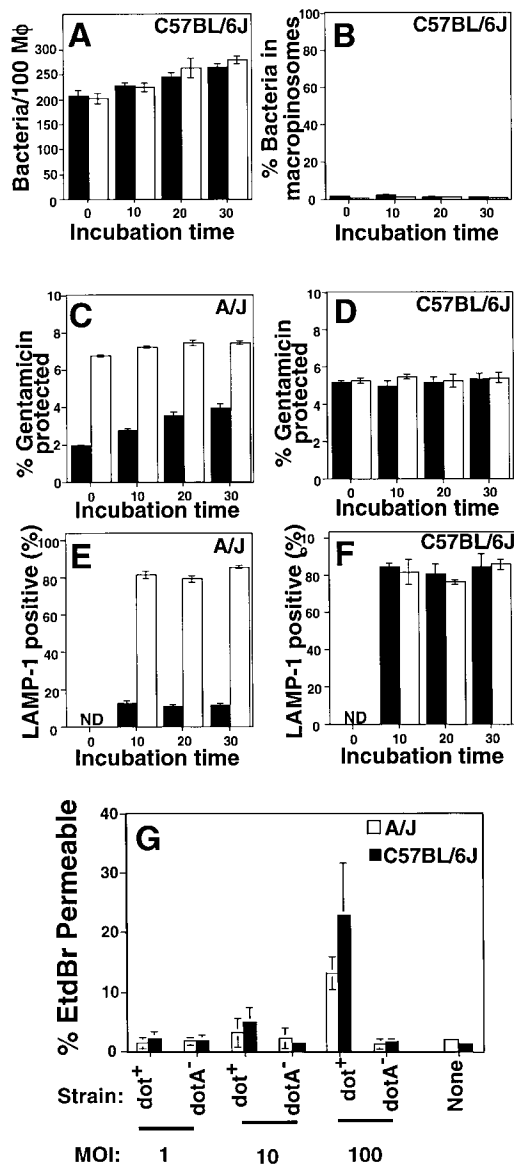 A
C57BL/6J
Bacteria/100 Mϕ
300
250
200
150
100
50
0
0 10 20 30
Incubation time
B
C57BL/6J
% Bacteria in
macropinosomes
100
80
60
40
20
0
0 10 20 30
Incubation time
C
A/J
% Gentamicin
protected
10
8
6
4
2
0
0 10 20 30
Incubation time
D
C57BL/6J
% Gentamicin
protected
10
8
6
4
2
0
0 10 20 30
Incubation time
E
A/J
LAMP-1 positive (%)
100
80
60
40
20
0
ND
0 10 20 30
Incubation time
F
C57BL/6J
LAMP-1 positive (%)
100
80
60
40
20
0
ND
0 10 20 30
Incubation time
G
A/J
C57BL/6J
% EtdBr Permeable
40
30
20
10
0
Strain: dot+ dotA- dot+ dotA- dot+ dotA- None
MOI: 1 10 100